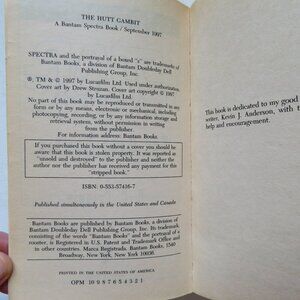 THE HUTT GAMBIT
A Bantam Spectra Book / September 1997
SPECTRA and the portrayal of a boxed "s" are trademarks of
Bantam Books, a division of Bantam Doubleday Dell
Publishing Group, Inc.
®, TM & © 1997 by Lucasfilm Ltd. Used under authorization.
Cover art by Drew Struzan. Cover art copyright © 1997
by Lucasfilm Ltd.
No part of this book may be reproduced or transmitted in any
form or by any means, electronic or mechanical, including
photocopying, recording, or by any information storage and
retrieval system, without permission in writing
from the publisher.
For information address: Bantam Books.
If you purchased this book without a cover you should be
aware that this book is stolen property. It was reported as
"unsold and destroyed" to the publisher and neither the
author nor the publisher has received any payment for this
"stripped book."
ISBN: 0-553-57416-7
Published simultaneously in the United States and Canada
Bantam Books are published by Bantam Books, a division of
Bantam Doubleday Dell Publishing Group, Inc. Its trademark,
consisting of the words "Bantam Books" and the portrayal of a
rooster, is Registered in U.S. Patent and Trademark Office and
in other countries. Marca Registrada. Bantam Books, 1540
Broadway, New York, New York 10036.
PRINTED IN THE UNITED STATES OF AMERICA
OPM 10 9 8 7 6 5 4 3 2 1
This book is dedicated to my good
writer, Kevin J. Anderson, with t
help and encouragement.